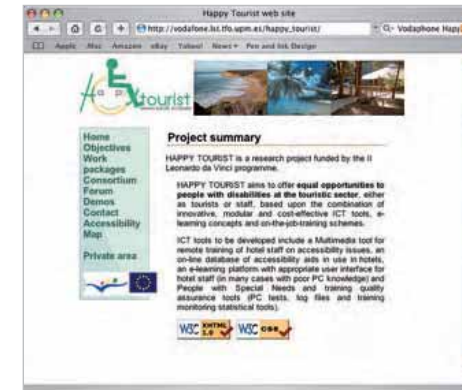 Happy Tourist web site
http://vodafone.lst.tfo.upm.es/happy_tourist/
Q- Vodaphone Hapy
Apple Mac Amazon eBay Yahoo! News Pen and Ink Design
Happy
tourist
Project summary
Home
Objectives
Work
packages
Consortium
Forum
Demos
Contact
Accessibility
Map
Private area
HAPPY TOURIST is a research project funded by the II
Leonardo da Vinci programme.
HAPPY TOURIST aims to offer equal opportunities to
people with disabilities at the touristic sector, either
as tourists or staff, based upon the combination of
innovative, modular and cost-effective ICT tools, e-
learning concepts and on-the-job-training schemes.
ICT tools to be developed include a Multimedia tool for
remote training of hotel staff on accessibility issues, an
on-line database of accessibility aids in use in hotels,
an e-learning platform with appropriate user interface for
hotel staff (in many cases with poor PC knowledge) and
People with Special Needs and training quality
assurance tools (PC tests, log files and training
monitoring statistical tools).
W3C XHTML 1.0
W3C css